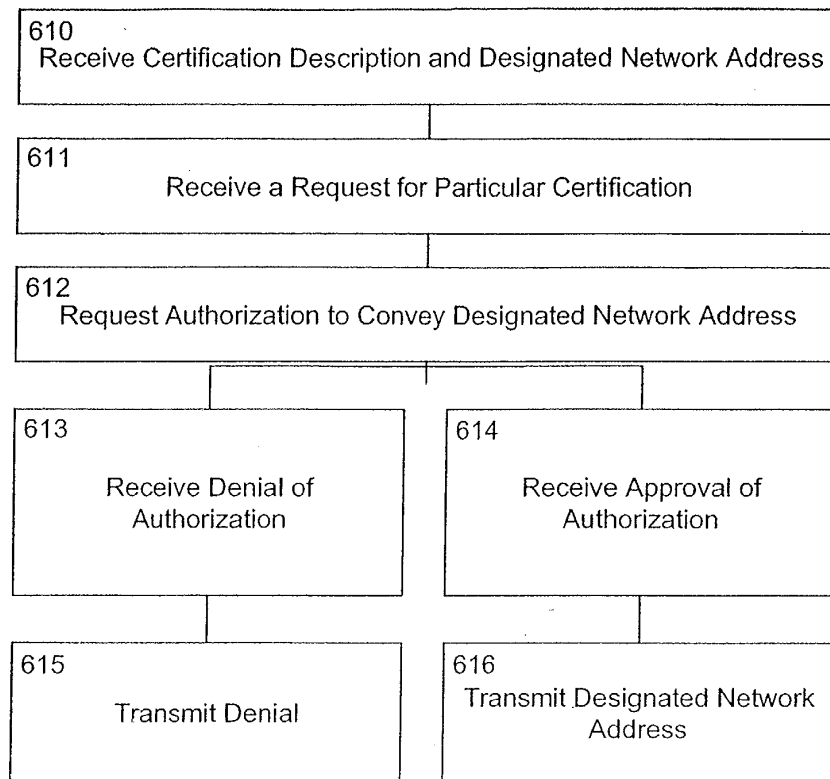 610
Receive Certification Description and Designated Network Address
611
Receive a Request for Particular Certification
612
Request Authorization to Convey Designated Network Address
613
Receive Denial of
Authorization
614
Receive Approval of
Authorization
615
Transmit Denial
616
Transmit Designated Network
Address